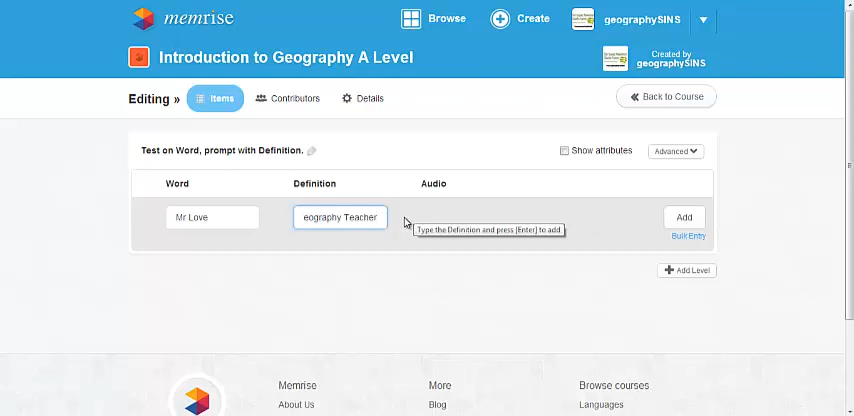 memrise Browse Create geographySINS
Introduction to Geography A Level
Created by
geographySINS
Editing » Items Contributors Details Back to Course
Test on Word, prompt with Definition. Show attributes Advanced
Word Definition Audio
Mr Love eography Teacher Add
Type the Definition and press [Enter] to add
Bulk Entry
Add Level
Memrise More Browse courses
About Us Blog Languages